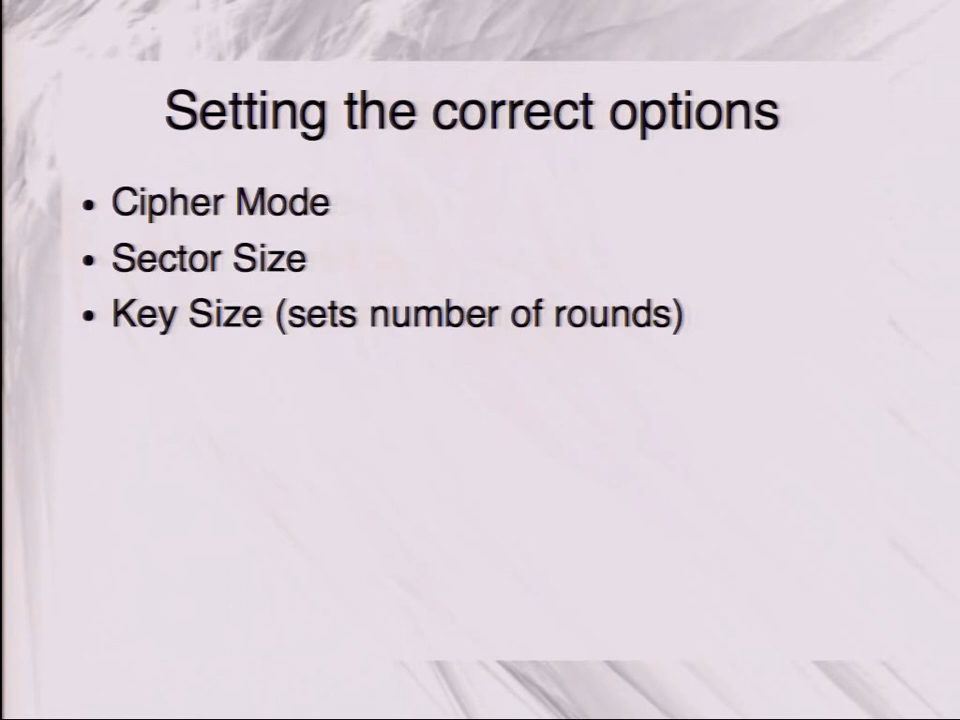 Setting the correct options
• Cipher Mode
• Sector Size
• Key Size (sets number of rounds)